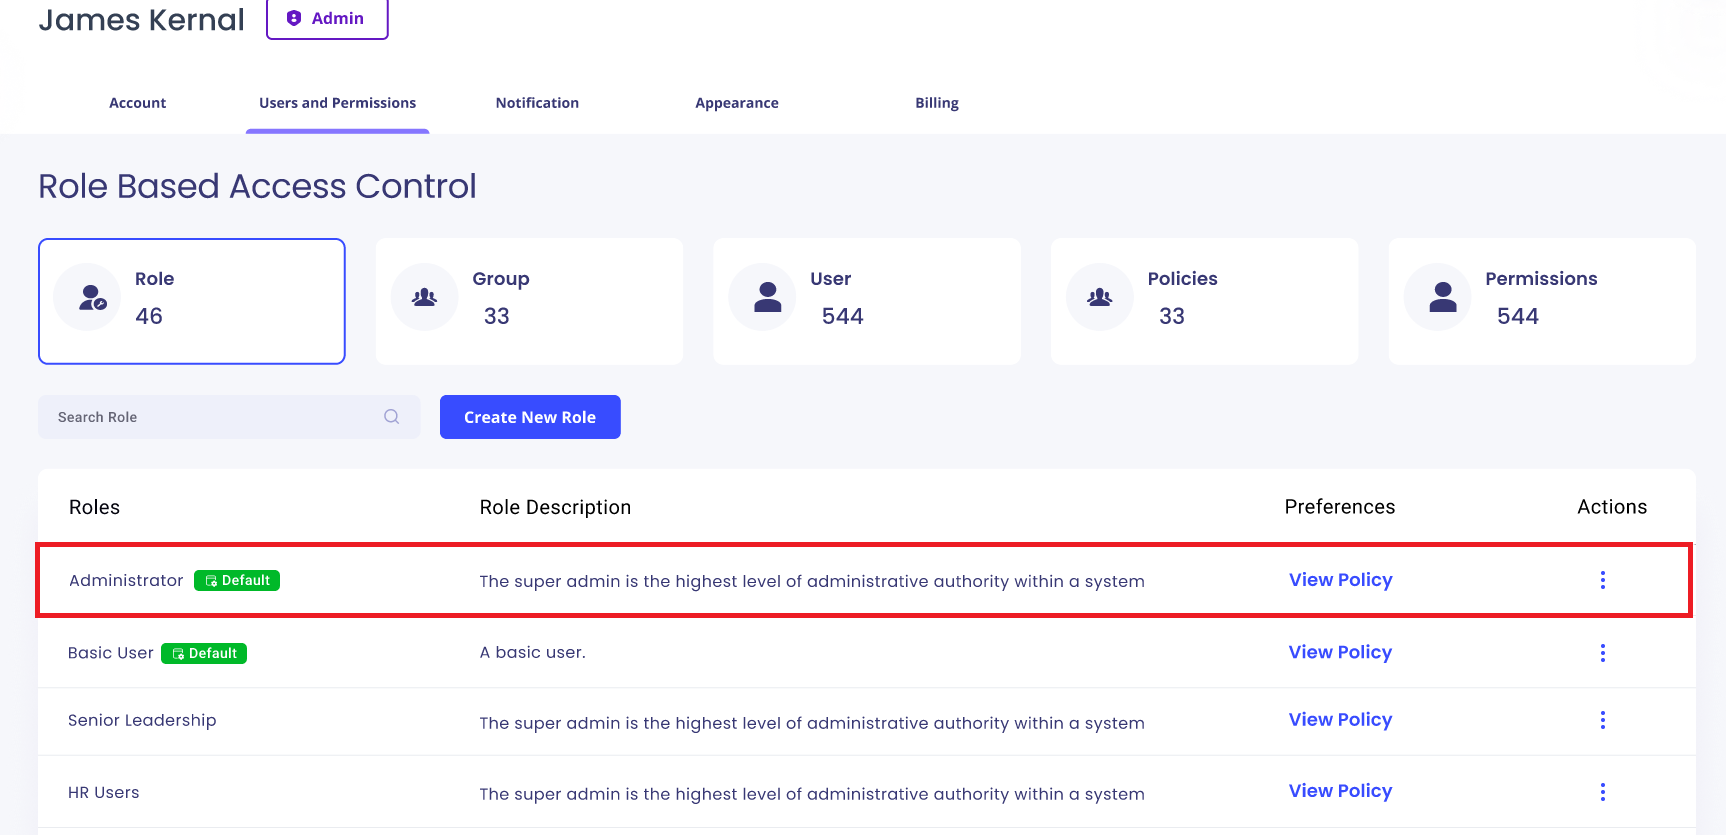 James Kernal Admin
Account Users and Permissions Notification Appearance Billing
Role Based Access Control
Role Group User Policies Permissions
46 33 544 33 544
Search Role Create New Role
Roles Role Description Preferences Actions
Administrator Default The super admin is the highest level of administrative authority within a system View Policy
Basic User Default A basic user. View Policy
Senior Leadership The super admin is the highest level of administrative authority within a system View Policy
HR Users The super admin is the highest level of administrative authority within a system View Policy